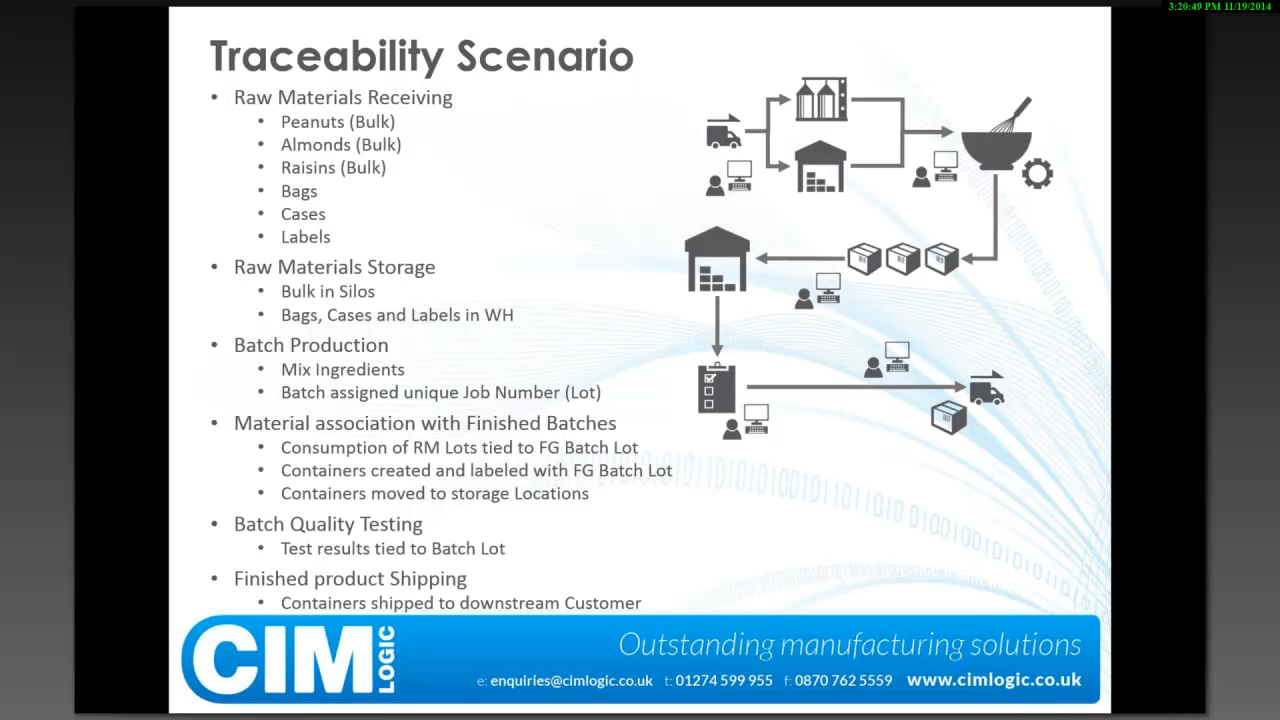 3:20:49 PM 11/19/2014
Traceability Scenario
• Raw Materials Receiving
• Peanuts (Bulk)
• Almonds (Bulk)
• Raisins (Bulk)
• Bags
• Cases
• Labels
• Raw Materials Storage
• Bulk in Silos
• Bags, Cases and Labels in WH
• Batch Production
• Mix Ingredients
• Batch assigned unique Job Number (Lot)
• Material association with Finished Batches
• Consumption of RM Lots tied to FG Batch Lot
• Containers created and labeled with FG Batch Lot
• Containers moved to storage Locations
• Batch Quality Testing
• Test results tied to Batch Lot
• Finished product Shipping
• Containers shipped to downstream Customer
CIM LOGIC
Outstanding manufacturing solutions
e: enquiries@cimlogic.co.uk t: 01274 599 955 f: 0870 762 5559 www.cimlogic.co.uk